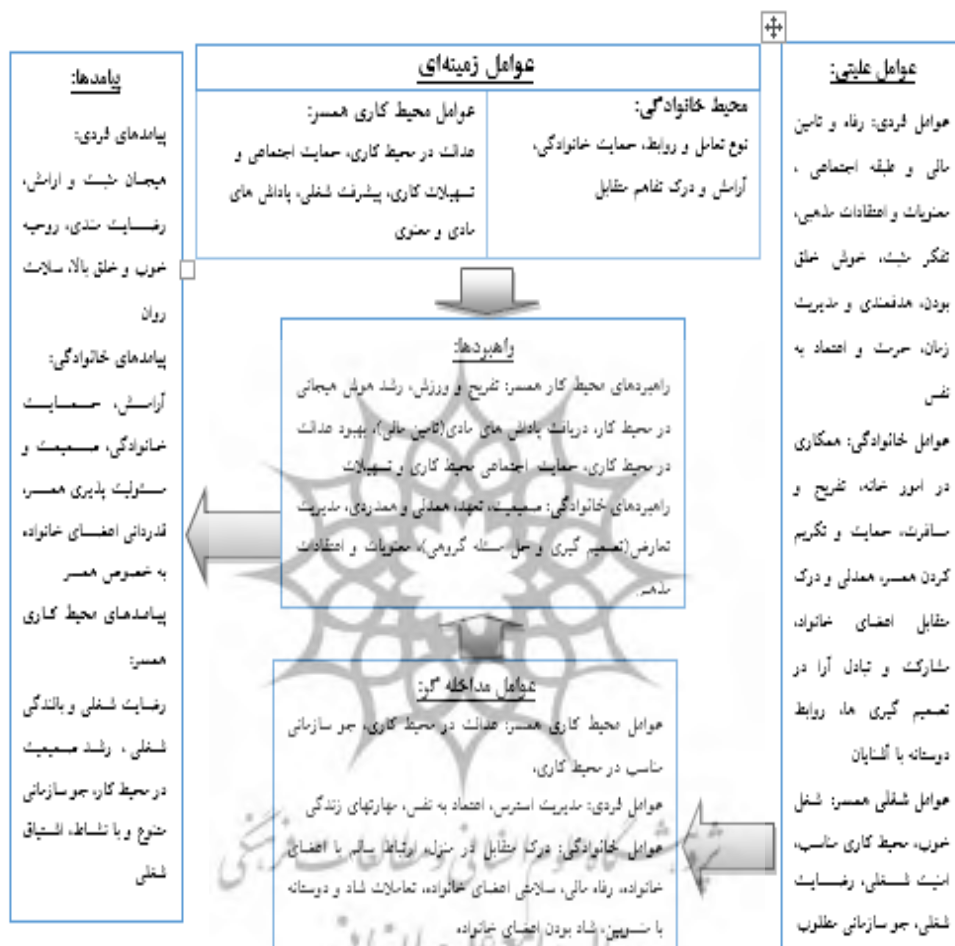 عوامل علیتی:
عوامل فردی: رفاه و تامین
مالی و طبقه اجتماعی ،
معنویات و اعتقادات مذهبی،
تفکر مثبت، خوش خلق
بودن، هدفمندی و مدیریت
زمان، حرمت و اعتماد به
نفس
عوامل خانوادگی: همکاری
در امور خانه، تفریح و
مسافرت، حمایت و تکریم
کردن همسر، همدلی و درک
متقابل اعضای خانواد،
مشارکت و تبادل آرا در
تصمیم گیری ها، روابط
دوستانه با آشنایان
عوامل شغلی همسر: شغل
خوب، محیط کاری مناسب،
امنیت شغلی، رضایت
شغلی، جو سازمانی مطلوب
عوامل زمینه‌ای
محیط خانوادگی:
نوع تعامل و روابط، حمایت خانوادگی،
آرامش و درک تفاهم متقابل
عوامل محیط کاری همسر:
عدالت در محیط کاری، حمایت اجتماعی و
تسهیلات کاری، پیشرفت شغلی، پاداش های
مادی و معنوی
راهبردها:
راهبردهای محیط کار همسر: تفریح و ورزش، رشد هوش هیجانی
در محیط کار، دریافت پاداش های مادی(تامین مالی)، بهبود عدالت
در محیط کاری، حمایت اجتماعی محیط کاری و تسهیلات
راهبردهای خانوادگی: صمیمیت، تعهد، همدلی و همدردی، مدیریت
تعارض(تصمیم گیری و حل مسئله گروهی)، معنویات و اعتقادات
مذهبی
عوامل مداخله گر:
عوامل محیط کاری همسر: عدالت در محیط کاری، جو سازمانی
مناسب در محیط کاری،
عوامل فردی: مدیریت استرس، اعتماد به نفس، مهارتهای زندگی
عوامل خانوادگی: درک متقابل در منزل، ارتباط سالم با اعضای
خانواده، رفاه مالی، سلامتی اعضای خانواده، تعاملات شاد و دوستانه
با منسوبین، شاد بودن اعضای خانواده
پژوهشگاه علوم انسانی و مطالعات فرهنگی
پیامدها:
پیامدهای فردی:
هیجان مثبت و ارامش،
رضایت مندی، روحیه
خوب و خلق بالا، سلامت
روان
پیامدهای خانوادگی:
آرامش، حمایت
خانوادگی، صمیمیت و
مسئولیت پذیری همسر،
قدردانی اعضای خانواده
به خصوص همسر
پیامدهای محیط کاری
همسر:
رضایت شغلی و بالندگی
شغلی ، رشد صمیمیت
در محیط کار، جو سازمانی
متنوع و با نشاط، اشتیاق
شغلی